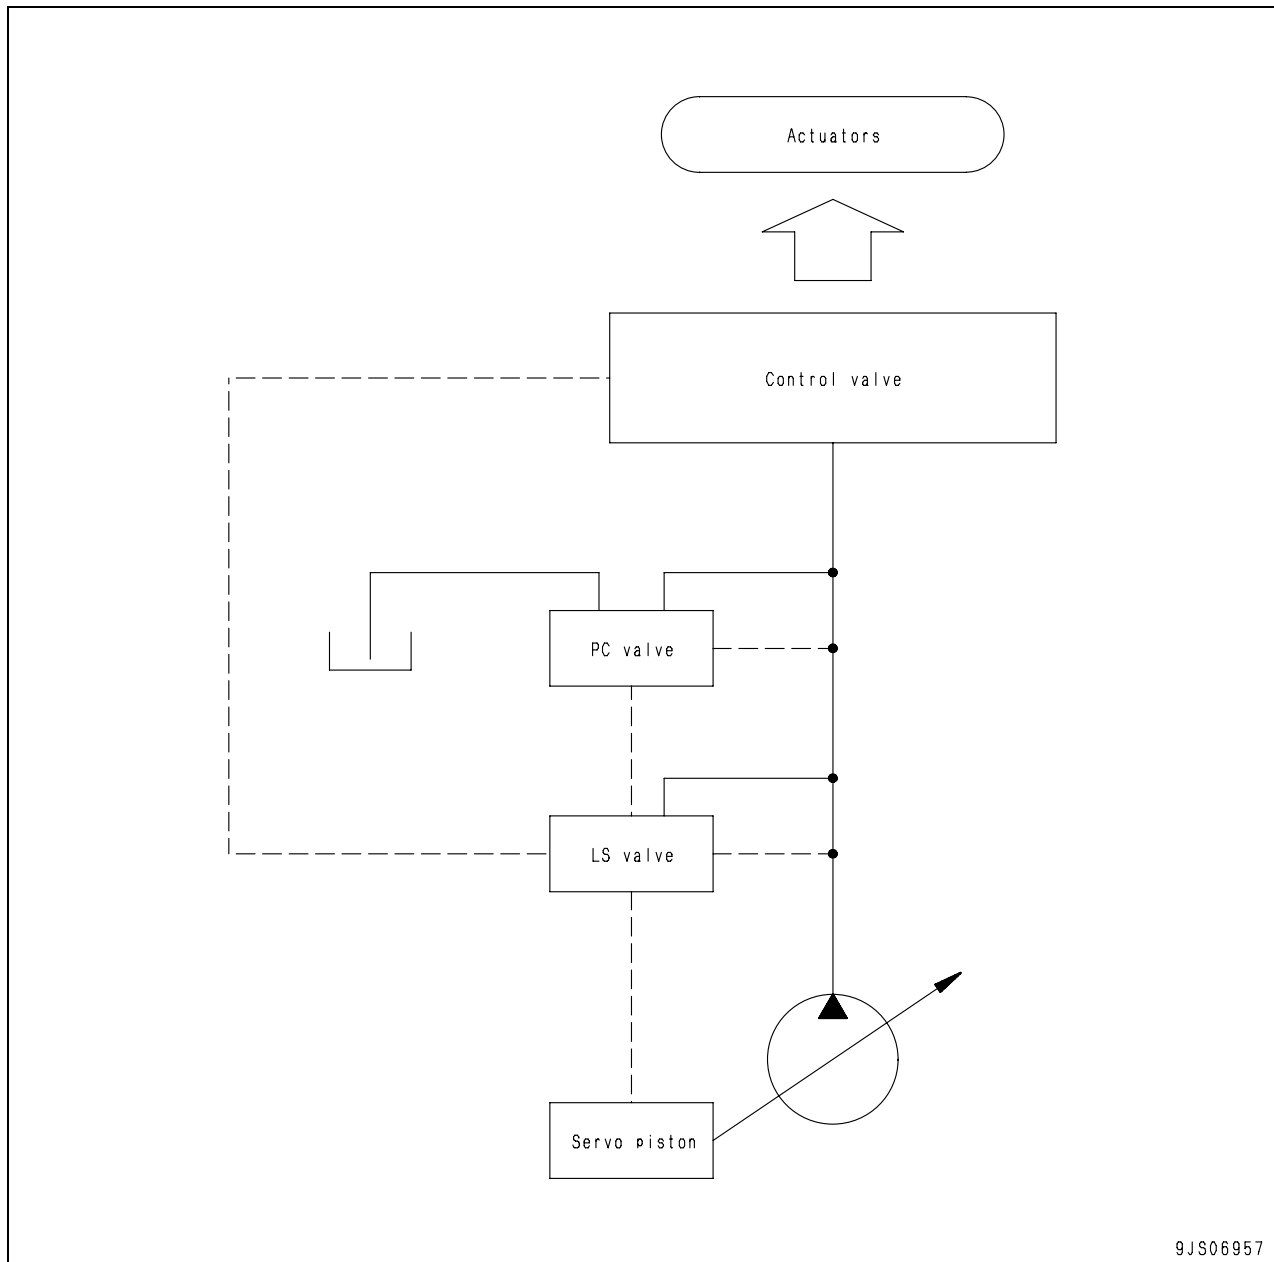 Actuators
Control valve
PC valve
LS valve
Servo piston
9JS06957